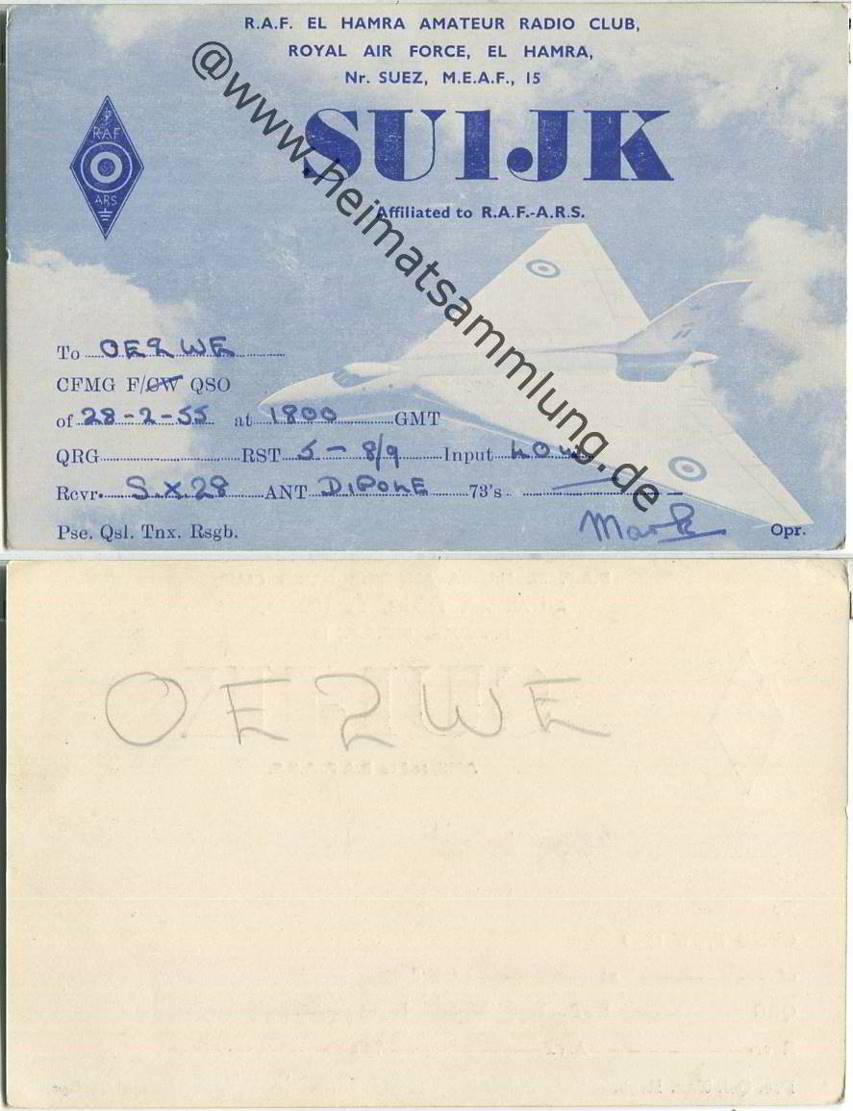 R.A.F. EL HAMRA AMATEUR RADIO CLUB,
ROYAL AIR FORCE, EL HAMRA,
Nr. SUEZ, M.E.A.F., 15
SU1JK
R.A.F
ARS
Affiliated to R.A.F.-A.R.S.
@www.heimatsammlung.de
To OE2WE
CFMG F/CW QSO
of 28-2-55 at 1800 GMT
QRG RST 5-8/9 Input
Rcvr. S.X.28 ANT DIPOLE 73's
Mark
Pse. Qsl. Tnx. Rsgb. Opr.
OE2WE